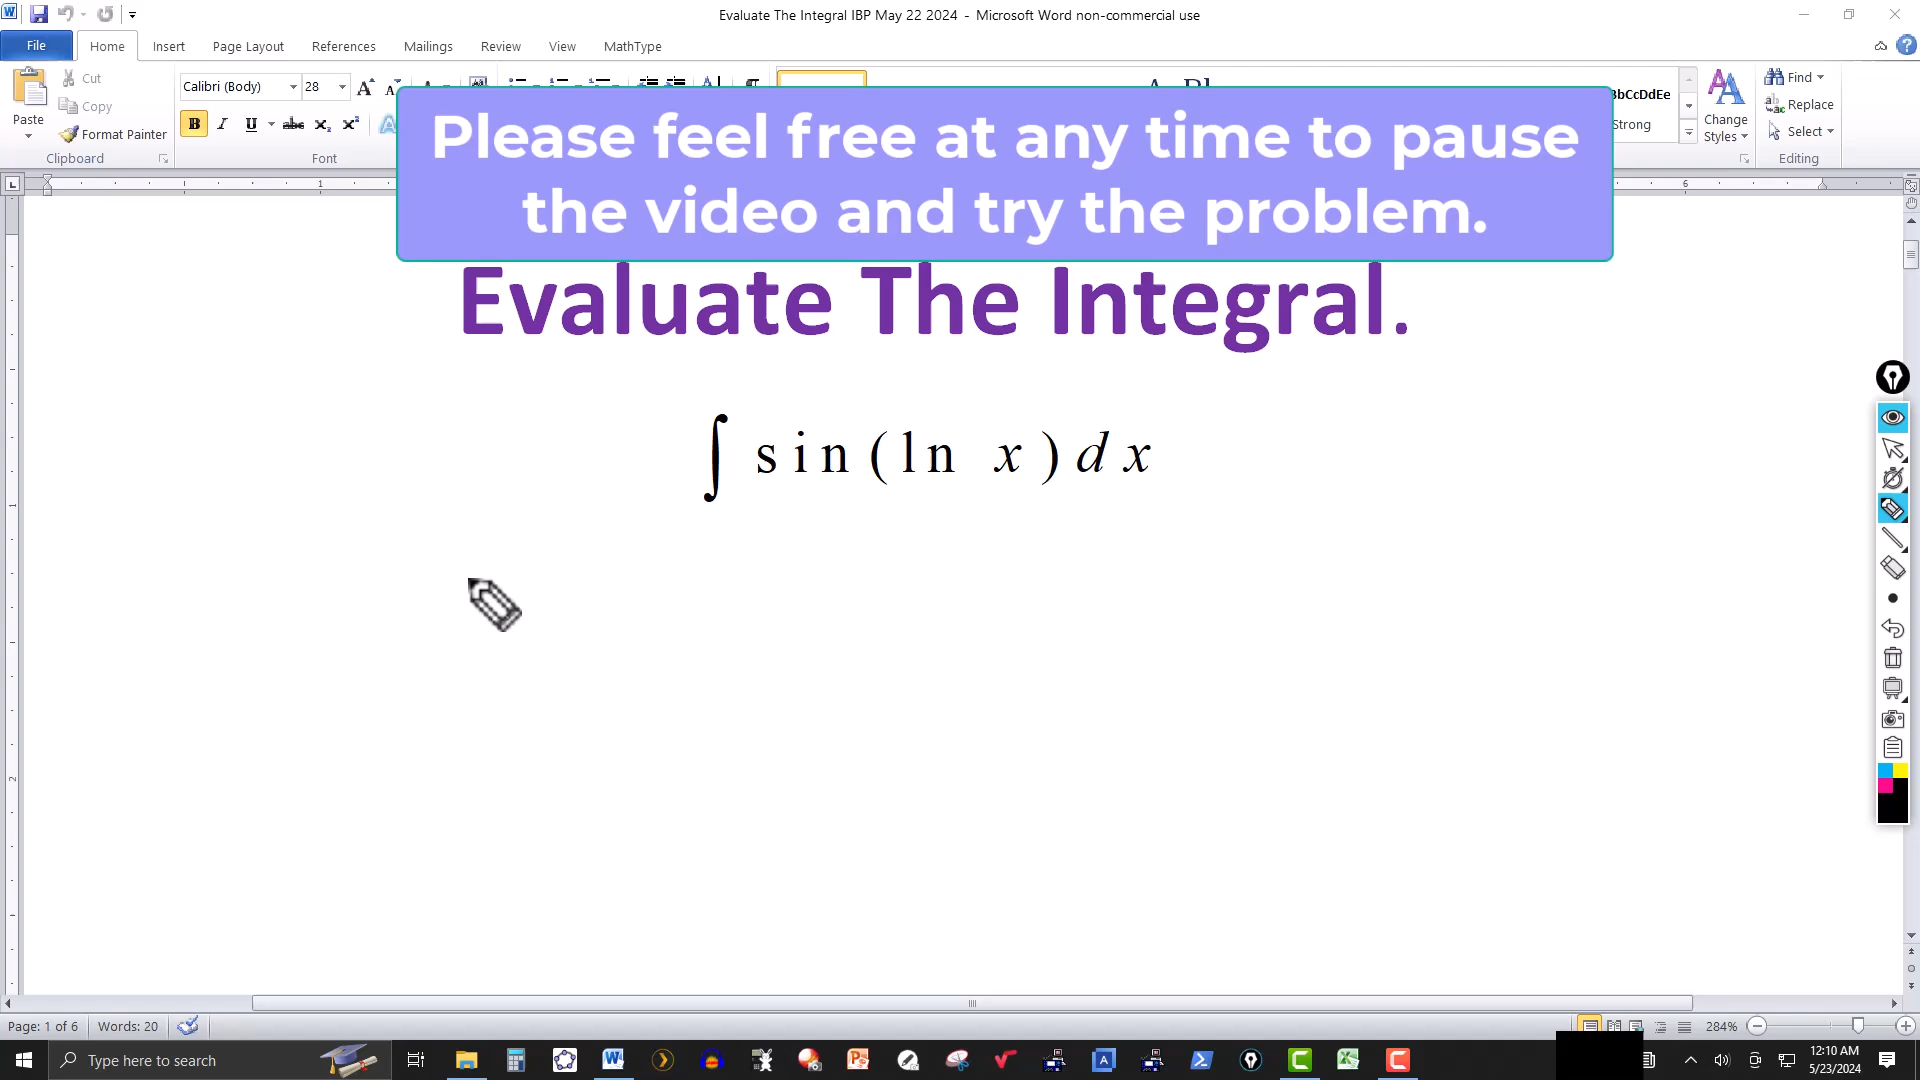 Evaluate The Integral IBP May 22 2024 - Microsoft Word non-commercial use
File Home Insert Page Layout References Mailings Review View MathType
Paste
Cut
Copy
Format Painter
Clipboard
Calibri (Body) 28
Font
Please feel free at any time to pause
the video and try the problem.
Strong
Change
Styles
Find
Replace
Select
Editing
1
6
Evaluate The Integral.
∫ sin(ln x)dx
1
2
Page: 1 of 6 Words: 20
284%
Type here to search
12:10 AM
5/23/2024